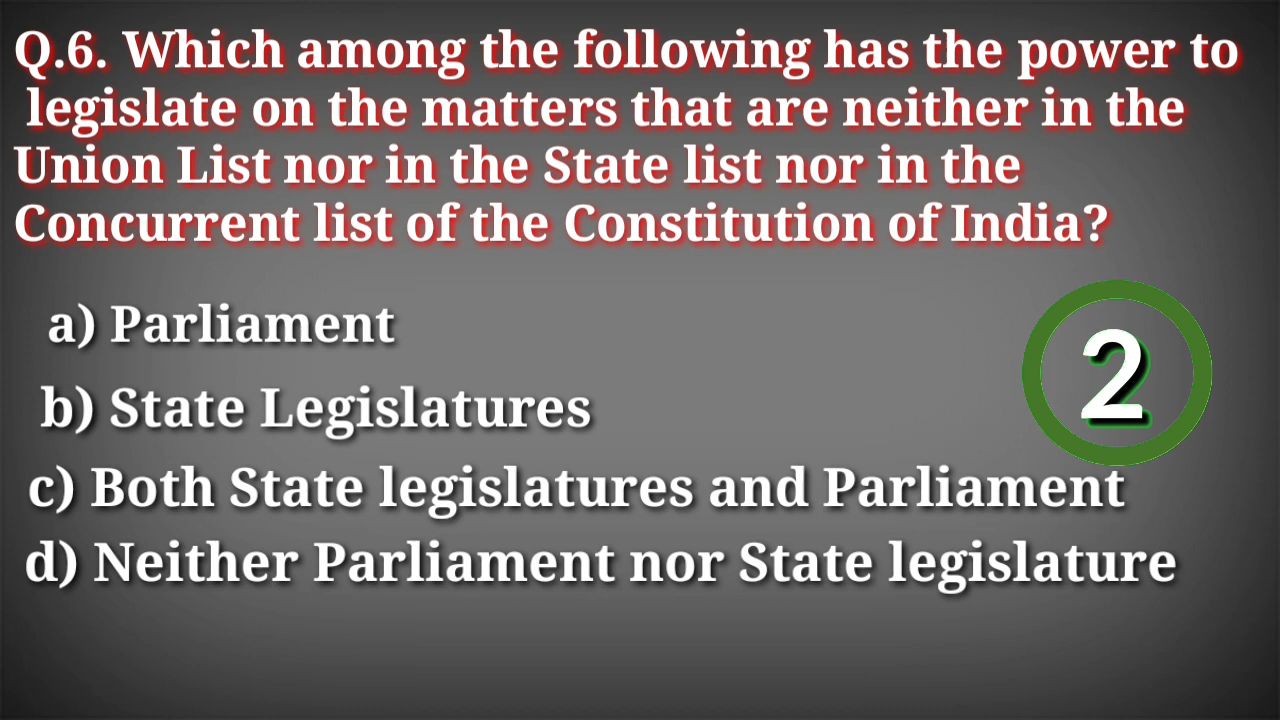 Q.6. Which among the following has the power to
legislate on the matters that are neither in the
Union List nor in the State list nor in the
Concurrent list of the Constitution of India?
a) Parliament
2
b) State Legislatures
c) Both State legislatures and Parliament
d) Neither Parliament nor State legislature